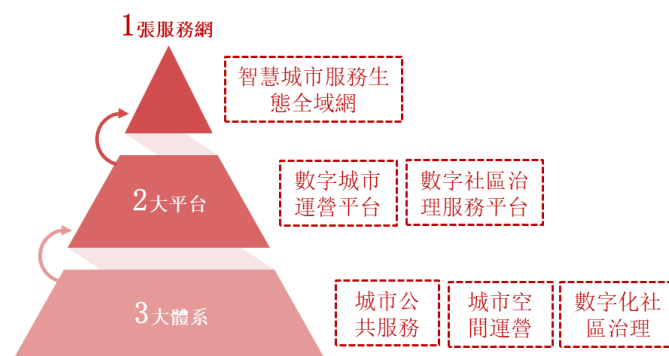 1張服務網
智慧城市服務生
態全域網
2大平台
數字城市
運營平台
數字社區治
理服務平台
3大體系
城市公
共服務
城市空
間運營
數字化社
區治理